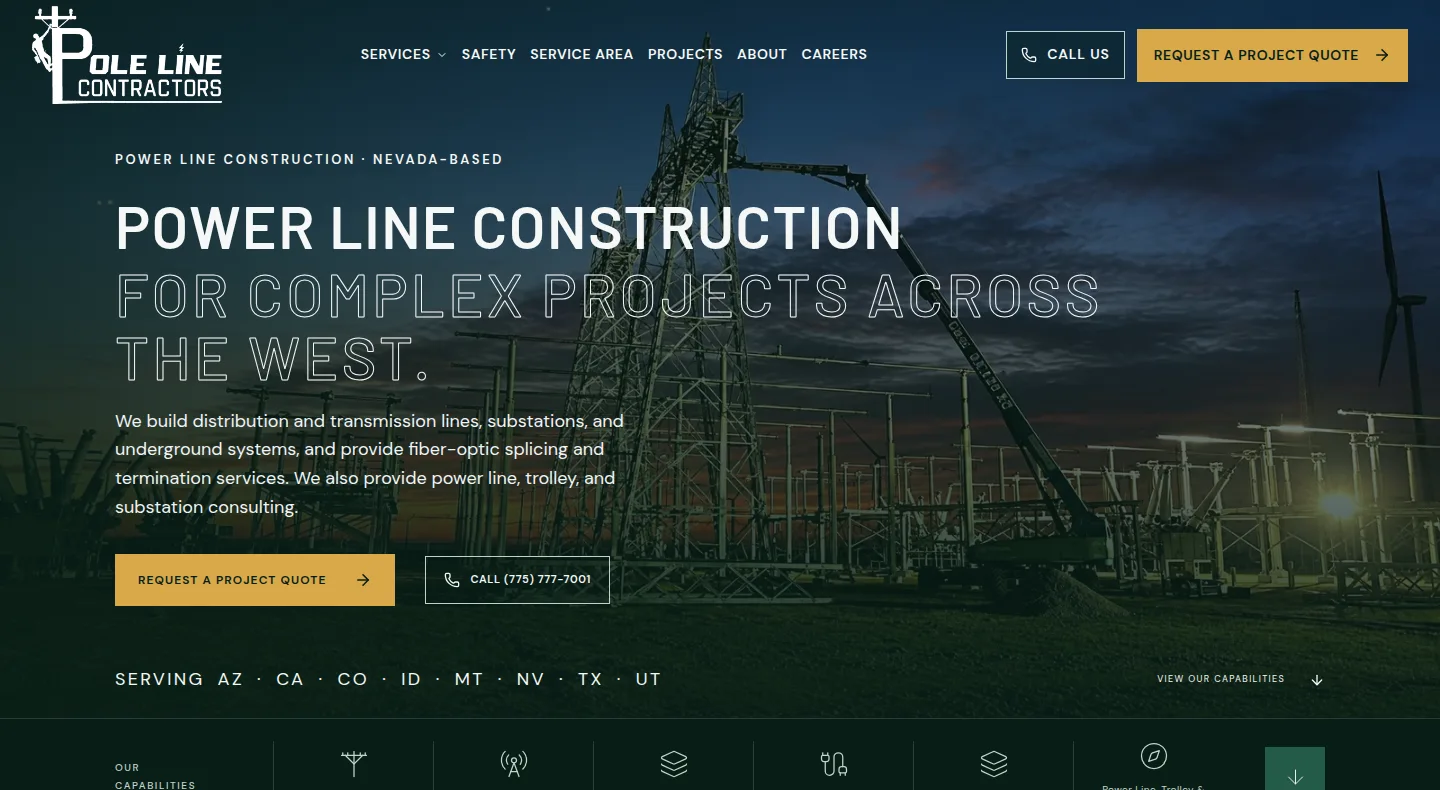 POLE LINE
CONTRACTORS
SERVICES SAFETY SERVICE AREA PROJECTS ABOUT CAREERS
CALL US
REQUEST A PROJECT QUOTE
POWER LINE CONSTRUCTION · NEVADA-BASED
POWER LINE CONSTRUCTION
FOR COMPLEX PROJECTS ACROSS
THE WEST.
We build distribution and transmission lines, substations, and
underground systems, and provide fiber-optic splicing and
termination services. We also provide power line, trolley, and
substation consulting.
REQUEST A PROJECT QUOTE
CALL (775) 777-7001
SERVING AZ · CA · CO · ID · MT · NV · TX · UT
VIEW OUR CAPABILITIES
OUR
CAPABILITIES
Power Line, Trolley &